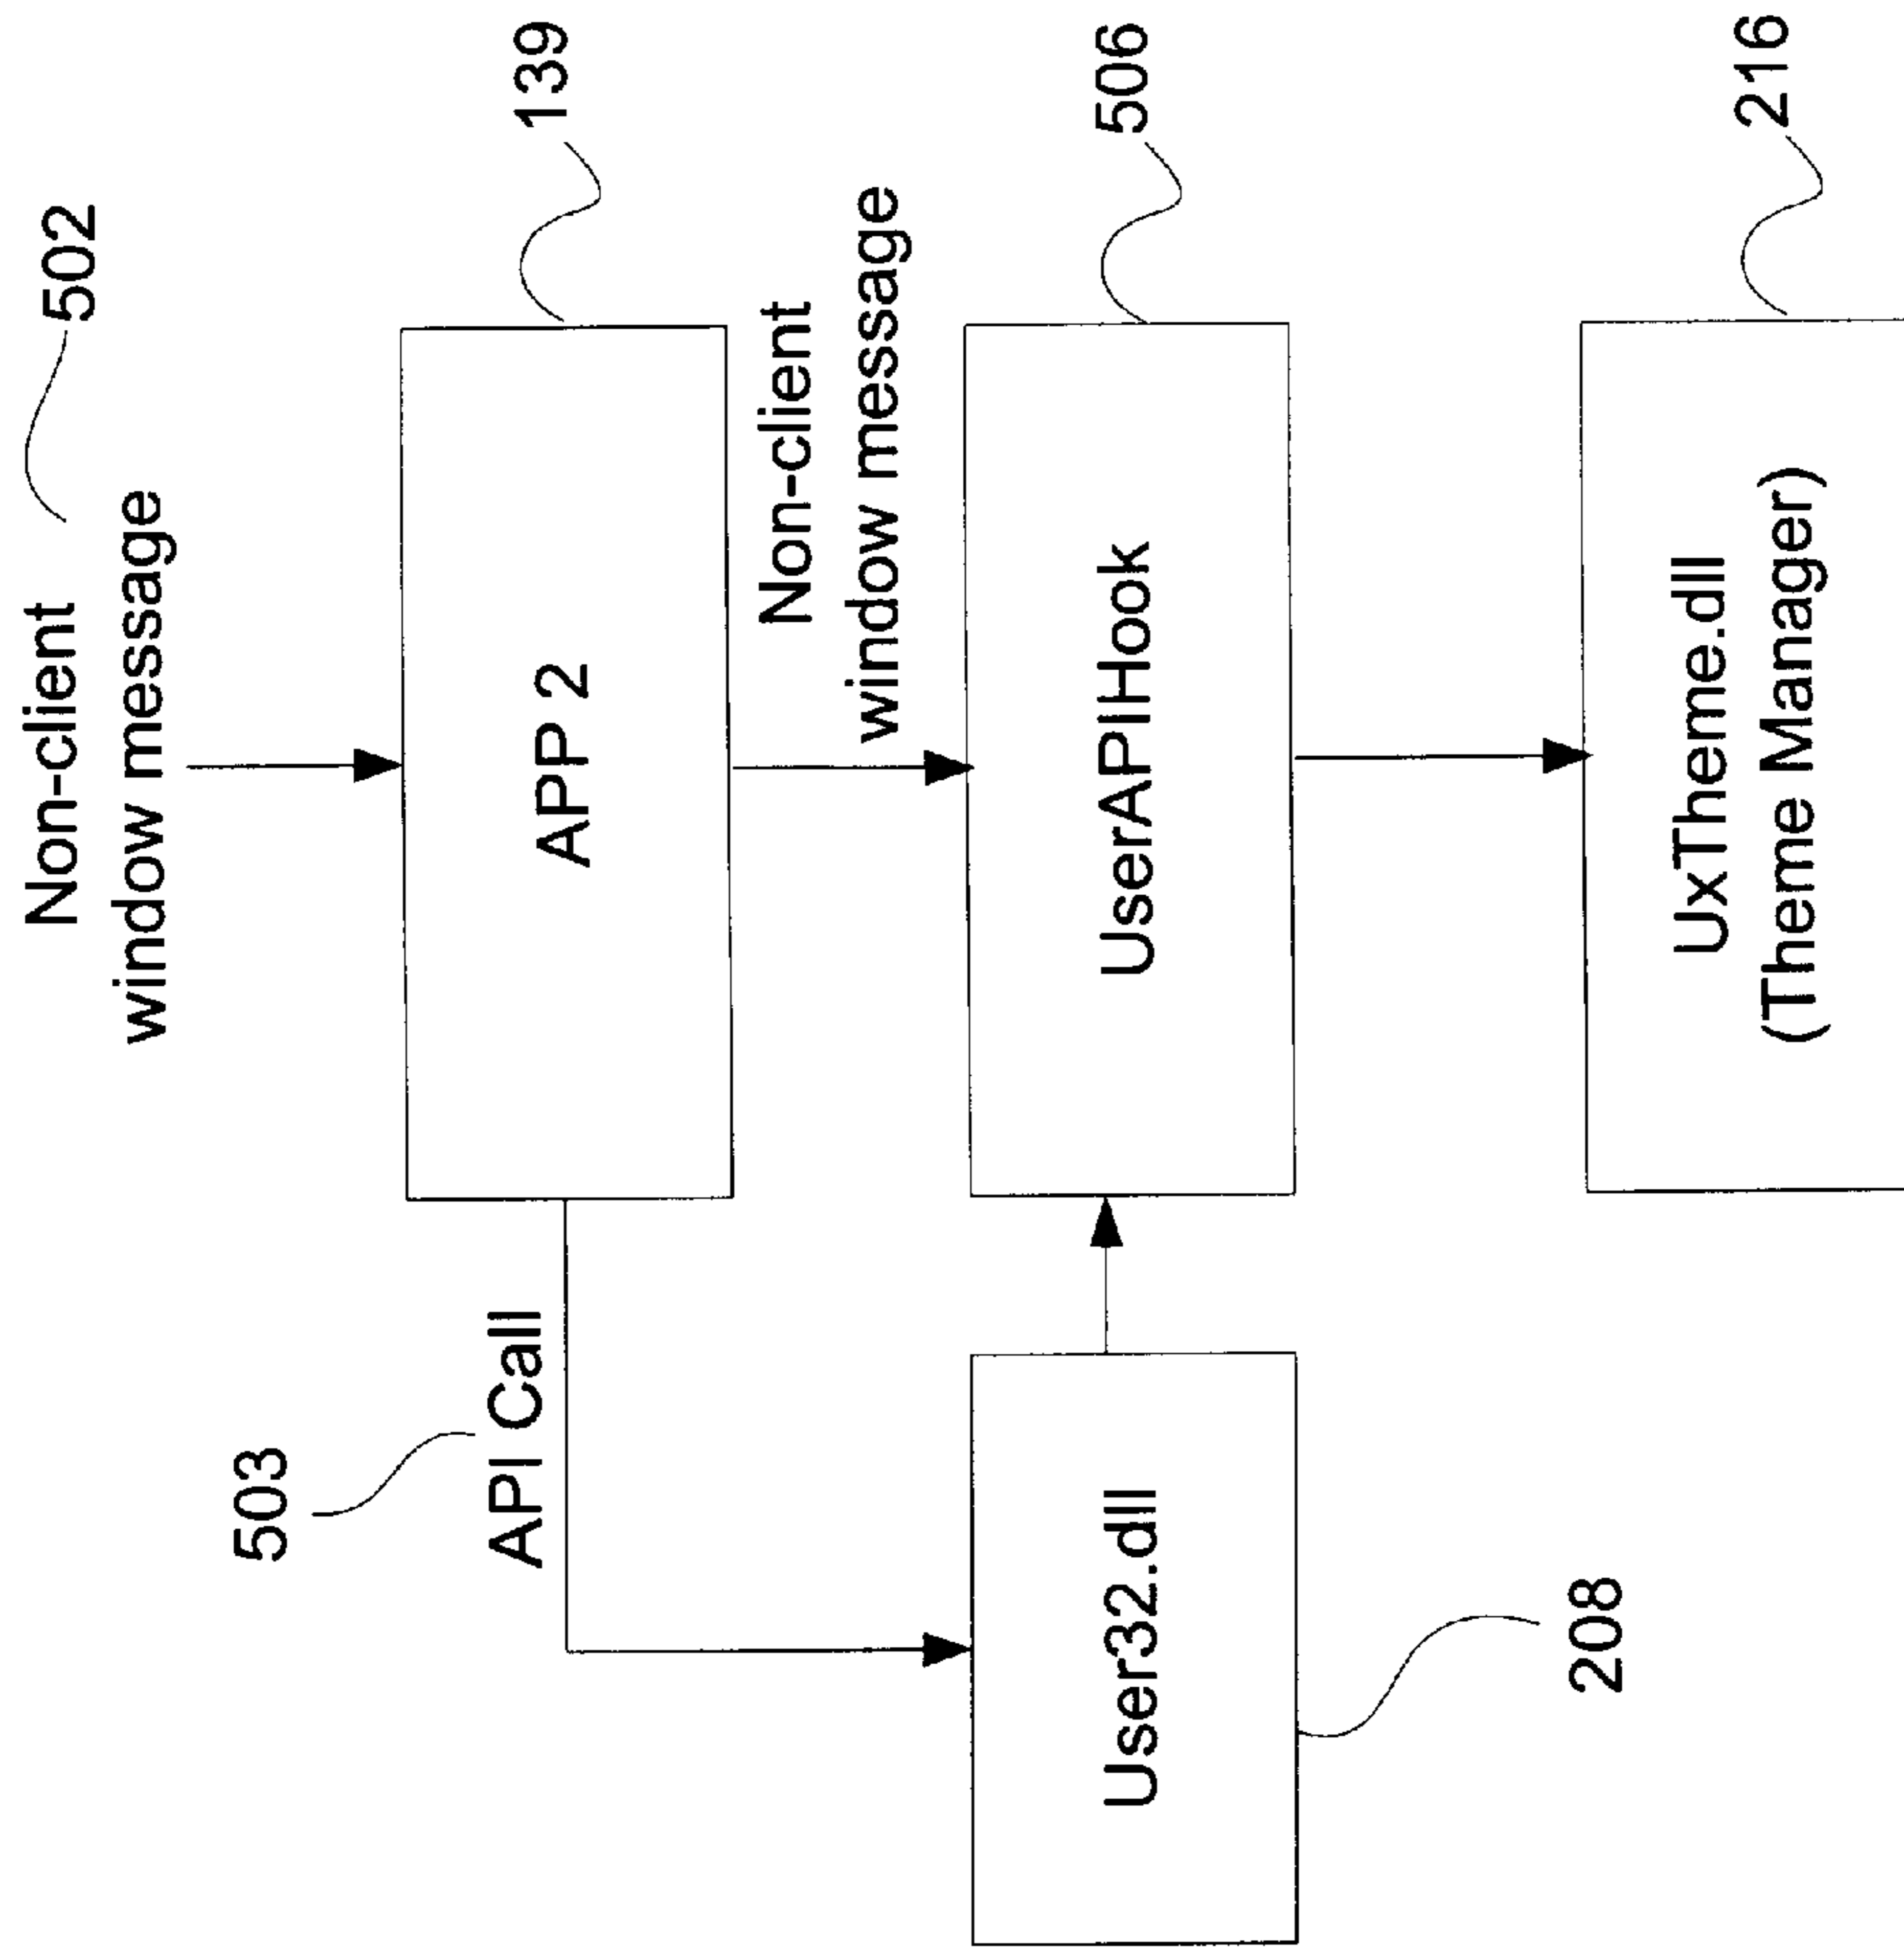 Non-client
window message
502
APP 2
139
503
API Call
Non-client
window message
User32.dll
208
UserAPIHook
506
UxTheme.dll
(Theme Manager)
216